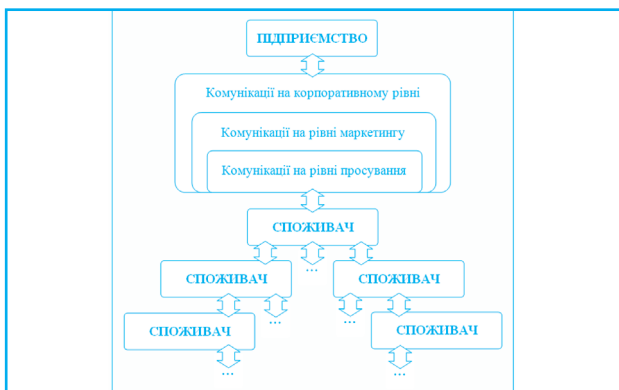 ПІДПРИЄМСТВО
Комунікації на корпоративному рівні
Комунікації на рівні маркетингу
Комунікації на рівні просування
СПОЖИВАЧ
...
СПОЖИВАЧ
СПОЖИВАЧ
...
...
СПОЖИВАЧ
СПОЖИВАЧ
...
...